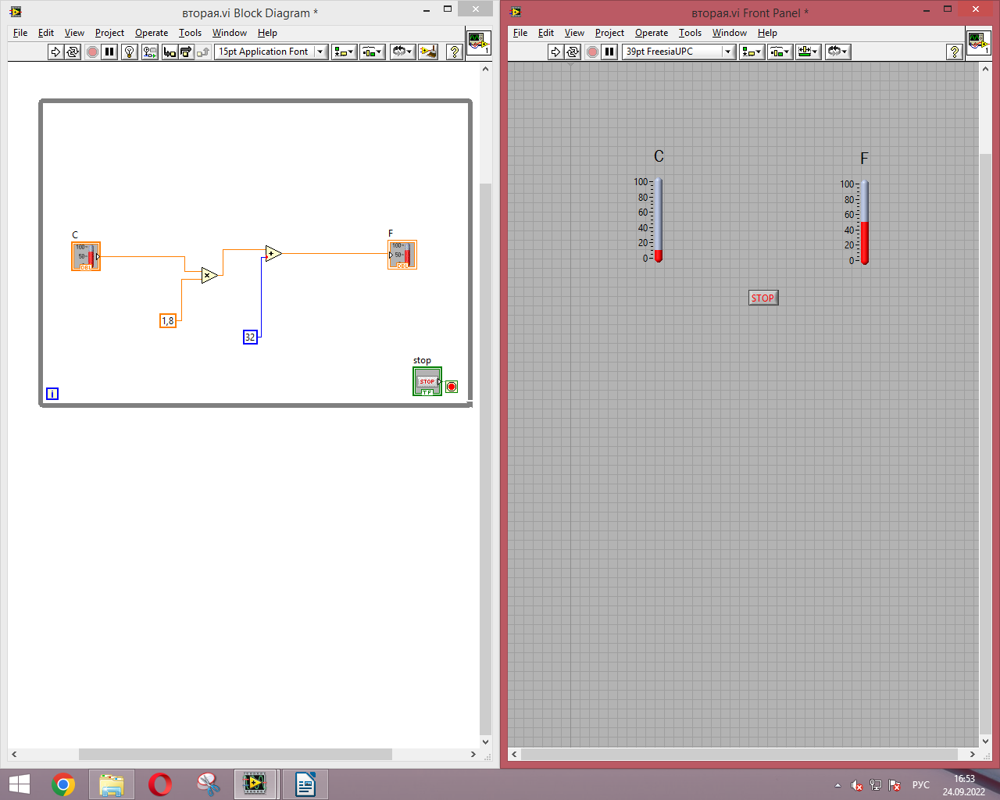 вторая.vi Block Diagram *
File Edit View Project Operate Tools Window Help
15pt Application Font
1
C
100
50
DBL
1,8
×
+
32
F
100
50
DBL
stop
STOP
TF
i
вторая.vi Front Panel *
File Edit View Project Operate Tools Window Help
39pt FreesiaUPC
1
C
100
80
60
40
20
0
F
100
80
60
40
20
0
STOP
РУС
16:53
24.09.2022